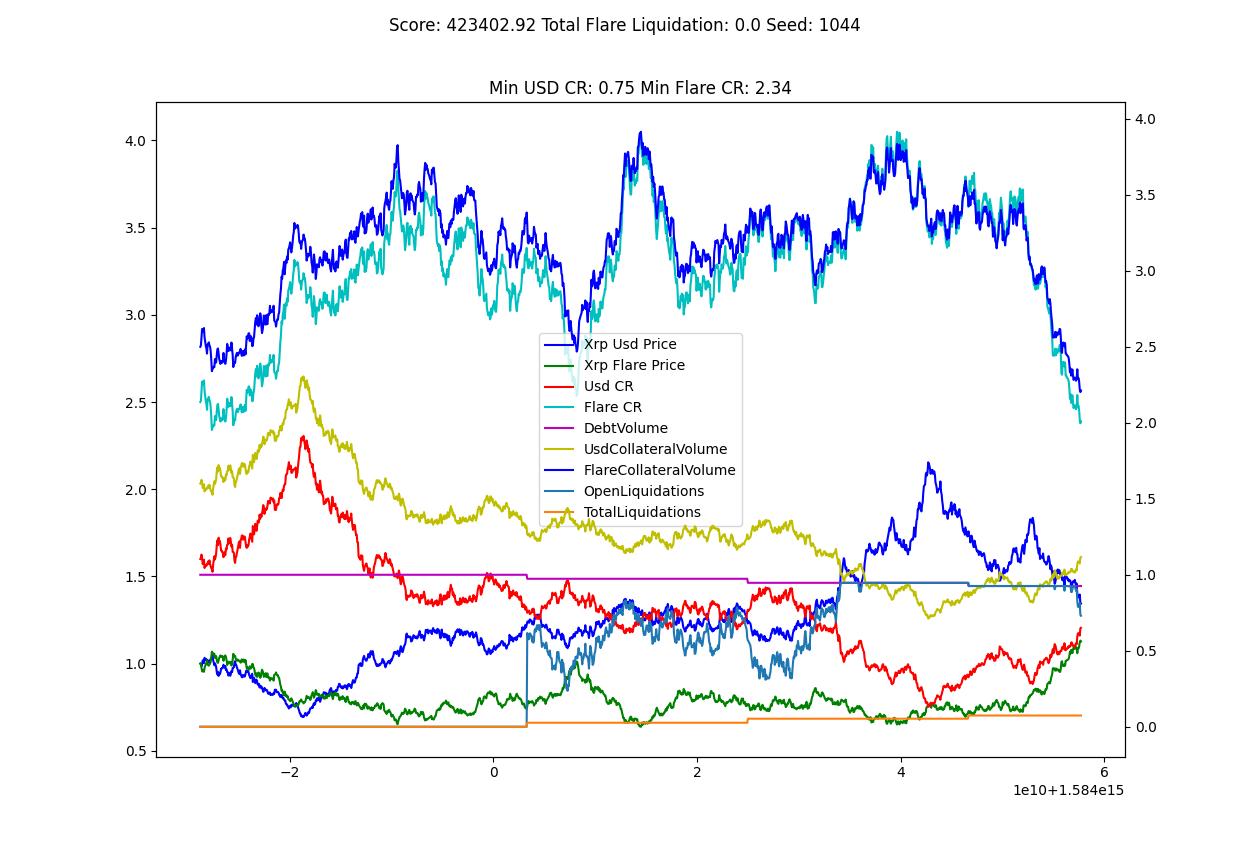 Score: 423402.92 Total Flare Liquidation: 0.0 Seed: 1044
Min USD CR: 0.75 Min Flare CR: 2.34
4.0
3.5
3.0
2.5
2.0
1.5
1.0
0.5
4.0
3.5
3.0
2.5
2.0
1.5
1.0
0.5
0.0
Xrp Usd Price
Xrp Flare Price
Usd CR
Flare CR
DebtVolume
UsdCollateralVolume
FlareCollateralVolume
OpenLiquidations
TotalLiquidations
−2 0 2 4 6
1e10+1.584e15